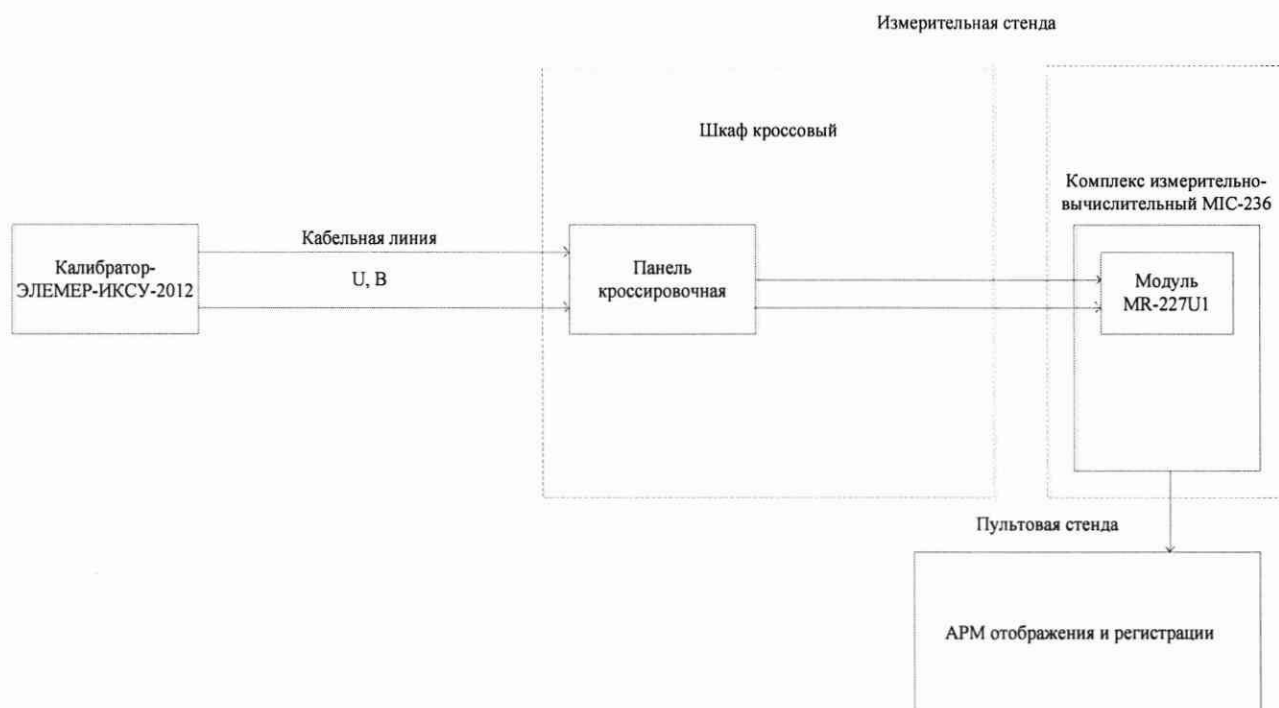 Измерительная стенда
Шкаф кроссовый
Комплекс измерительно-
вычислительный MIC-236
Калибратор-
ЭЛЕМЕР-ИКСУ-2012
Кабельная линия
U, В
Панель
кроссировочная
Модуль
MR-227U1
Пультовая стенда
АРМ отображения и регистрации